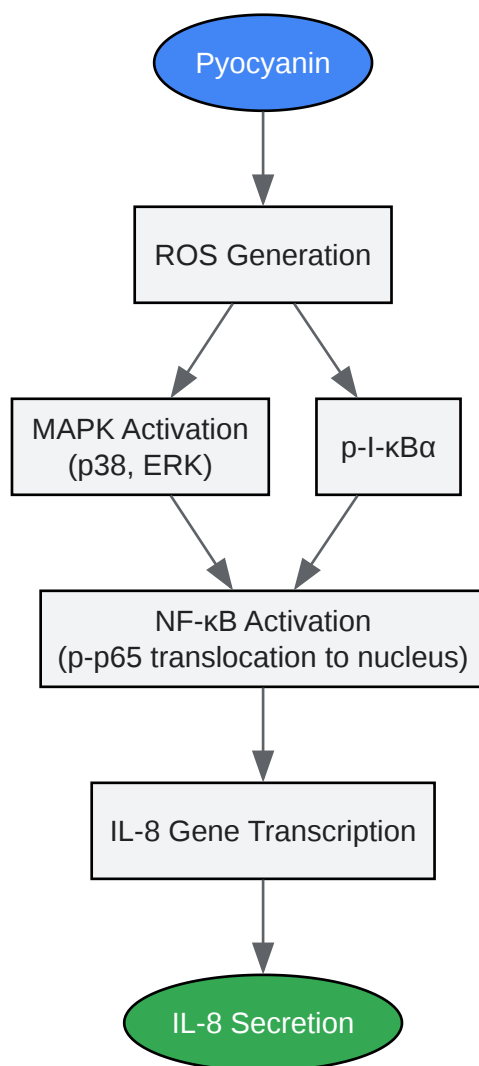 Pyocyanin
ROS Generation
MAPK Activation
(p38, ERK)
p-I-κBα
NF-κB Activation
(p-p65 translocation to nucleus)
IL-8 Gene Transcription
IL-8 Secretion